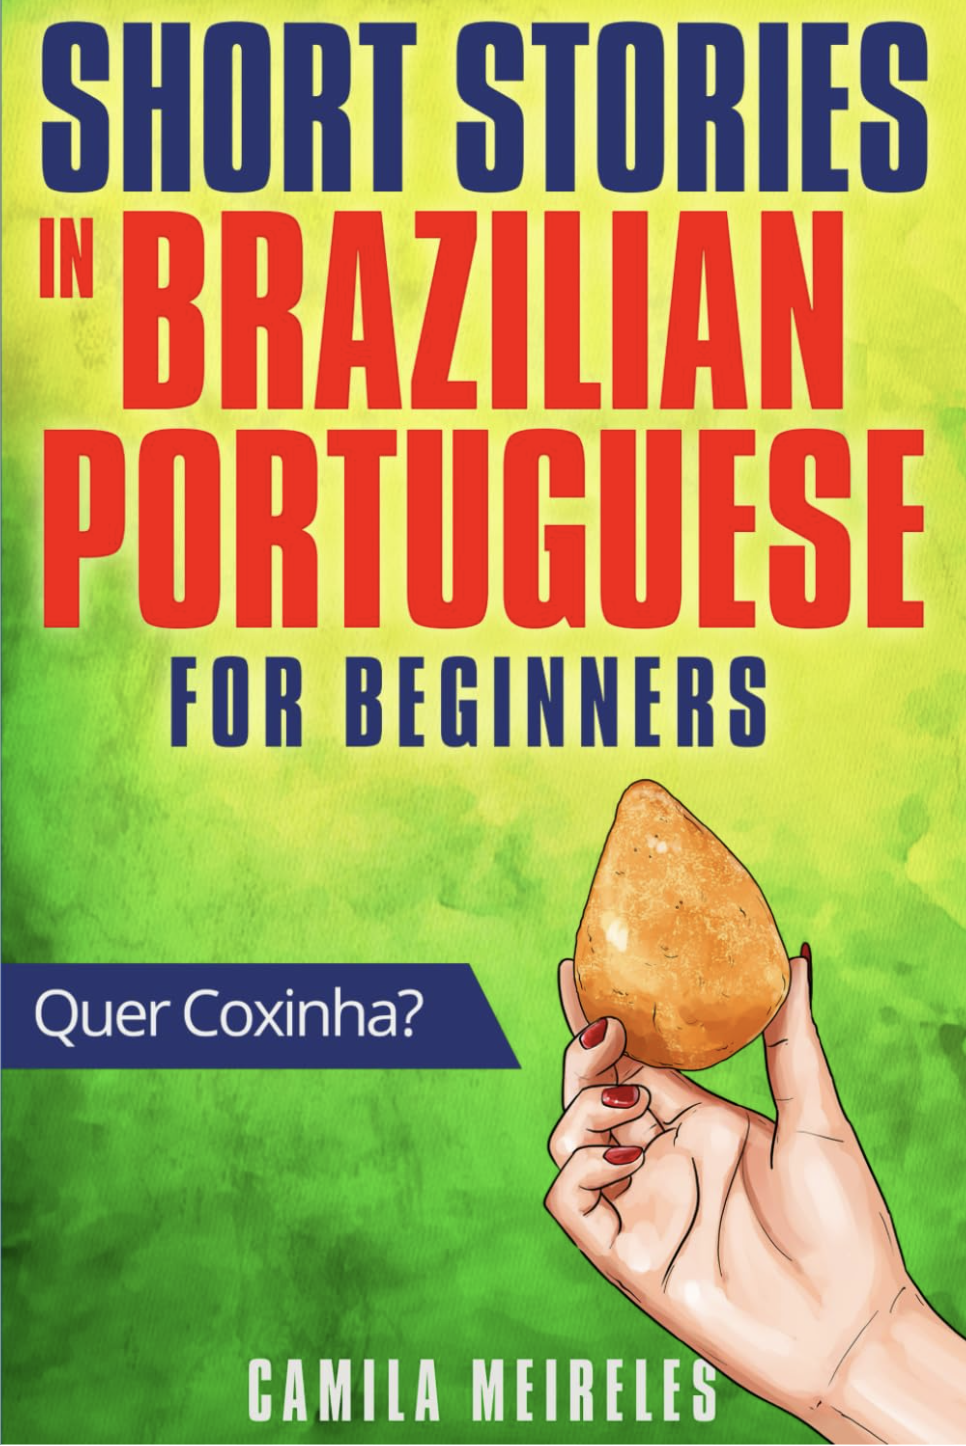 SHORT STORIES
IN BRAZILIAN
PORTUGUESE
FOR BEGINNERS
Quer Coxinha?
CAMILA MEIRELES